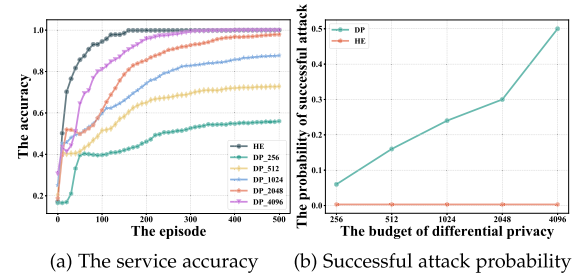 The accuracy
1.0
0.8
0.6
0.4
0.2
0
100
200
300
400
500
The episode
HE
DP_256
DP_512
DP_1024
DP_2048
DP_4096
(a) The service accuracy
The probability of successful attack
0.5
0.4
0.3
0.2
0.1
0.0
256
512
1024
2048
4096
The budget of differential privacy
DP
HE
(b) Successful attack probability